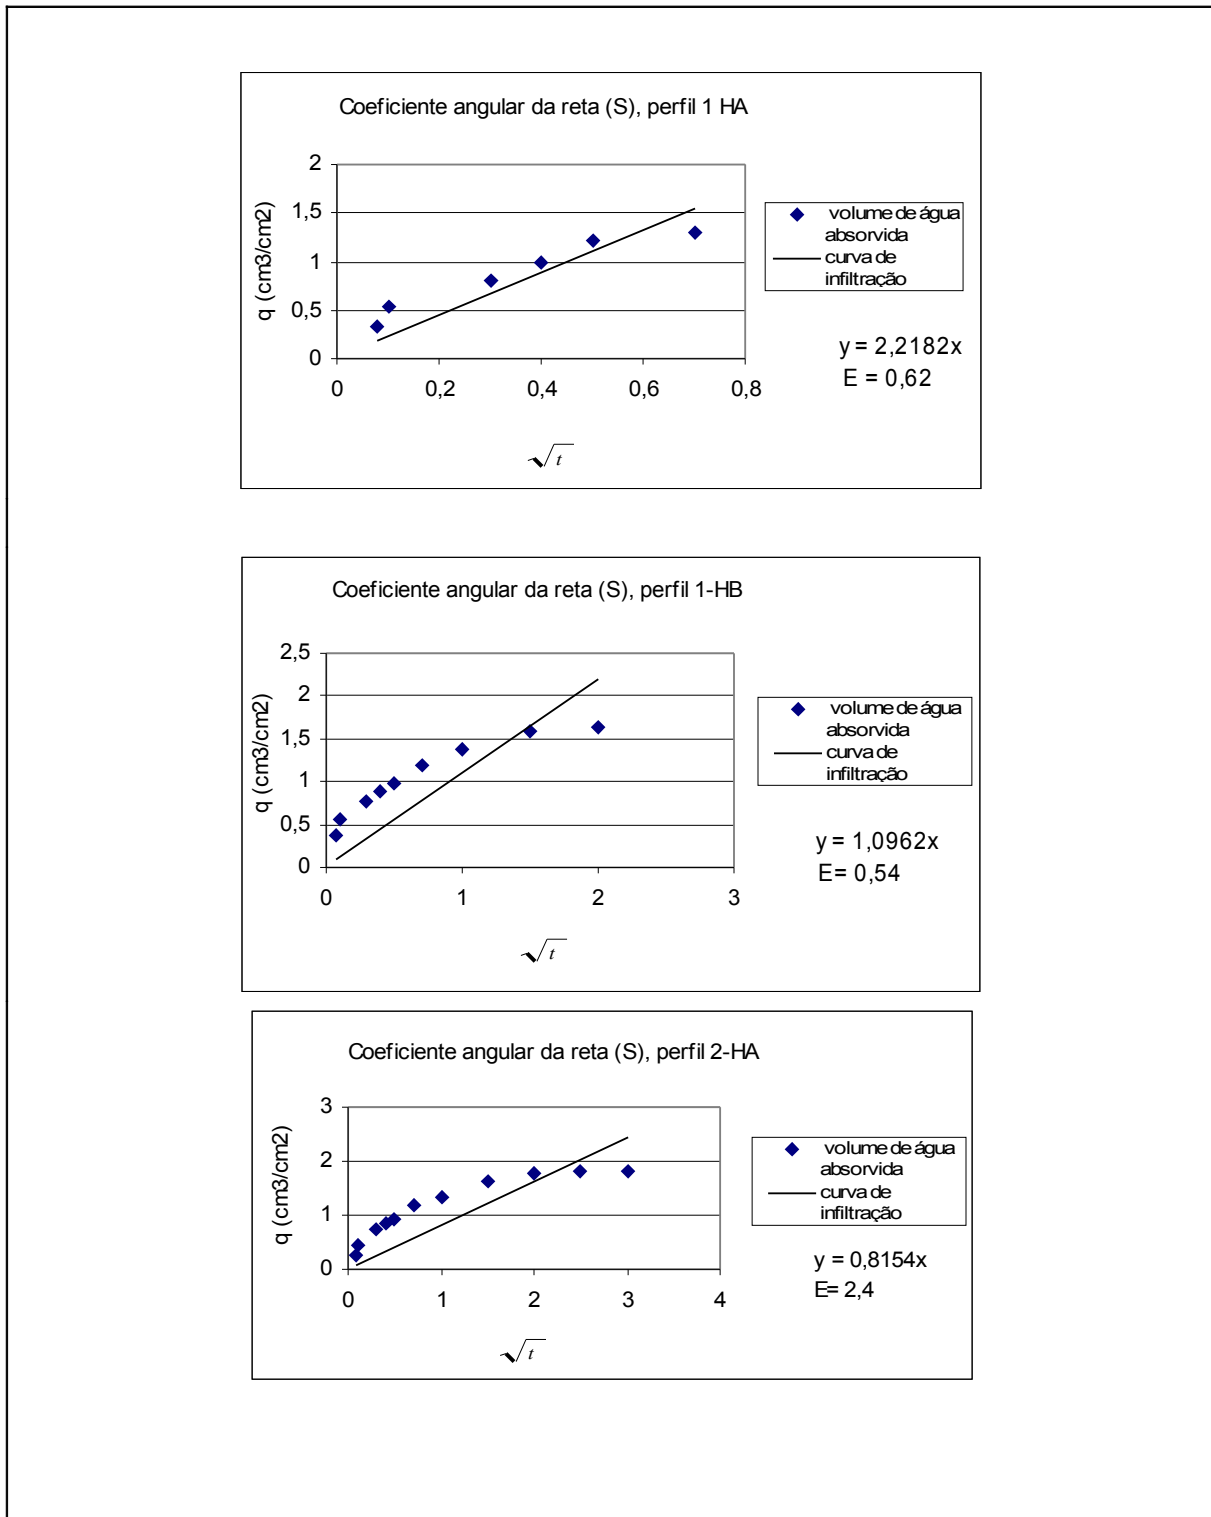 Coeficiente angular da reta (S), perfil 1 HA
2
1,5
1
0,5
0
q (cm3/cm2)
0
0,2
0,4
0,6
0,8
√t
volume de água
absorvida
curva de
infiltração
y = 2,2182x
E = 0,62
Coeficiente angular da reta (S), perfil 1-HB
2,5
2
1,5
1
0,5
0
q (cm3/cm2)
0
1
2
3
√t
volume de água
absorvida
curva de
infiltração
y = 1,0962x
E= 0,54
Coeficiente angular da reta (S), perfil 2-HA
3
2
1
0
q (cm3/cm2)
0
1
2
3
4
√t
volume de água
absorvida
curva de
infiltração
y = 0,8154x
E= 2,4